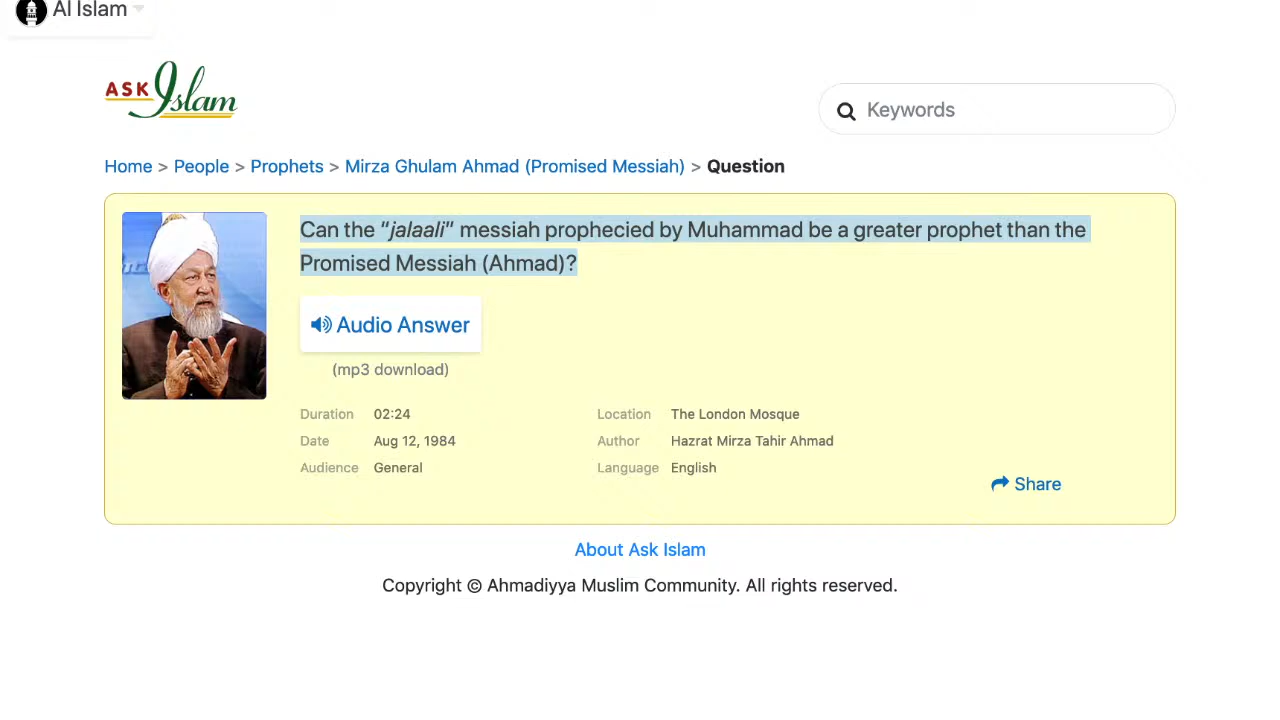 Al Islam
ASK Islam
Keywords
Home > People > Prophets > Mirza Ghulam Ahmad (Promised Messiah) > Question
Can the "jalaali" messiah prophecied by Muhammad be a greater prophet than the
Promised Messiah (Ahmad)?
Audio Answer
(mp3 download)
Duration 02:24 Location The London Mosque
Date Aug 12, 1984 Author Hazrat Mirza Tahir Ahmad
Audience General Language English
Share
About Ask Islam
Copyright © Ahmadiyya Muslim Community. All rights reserved.